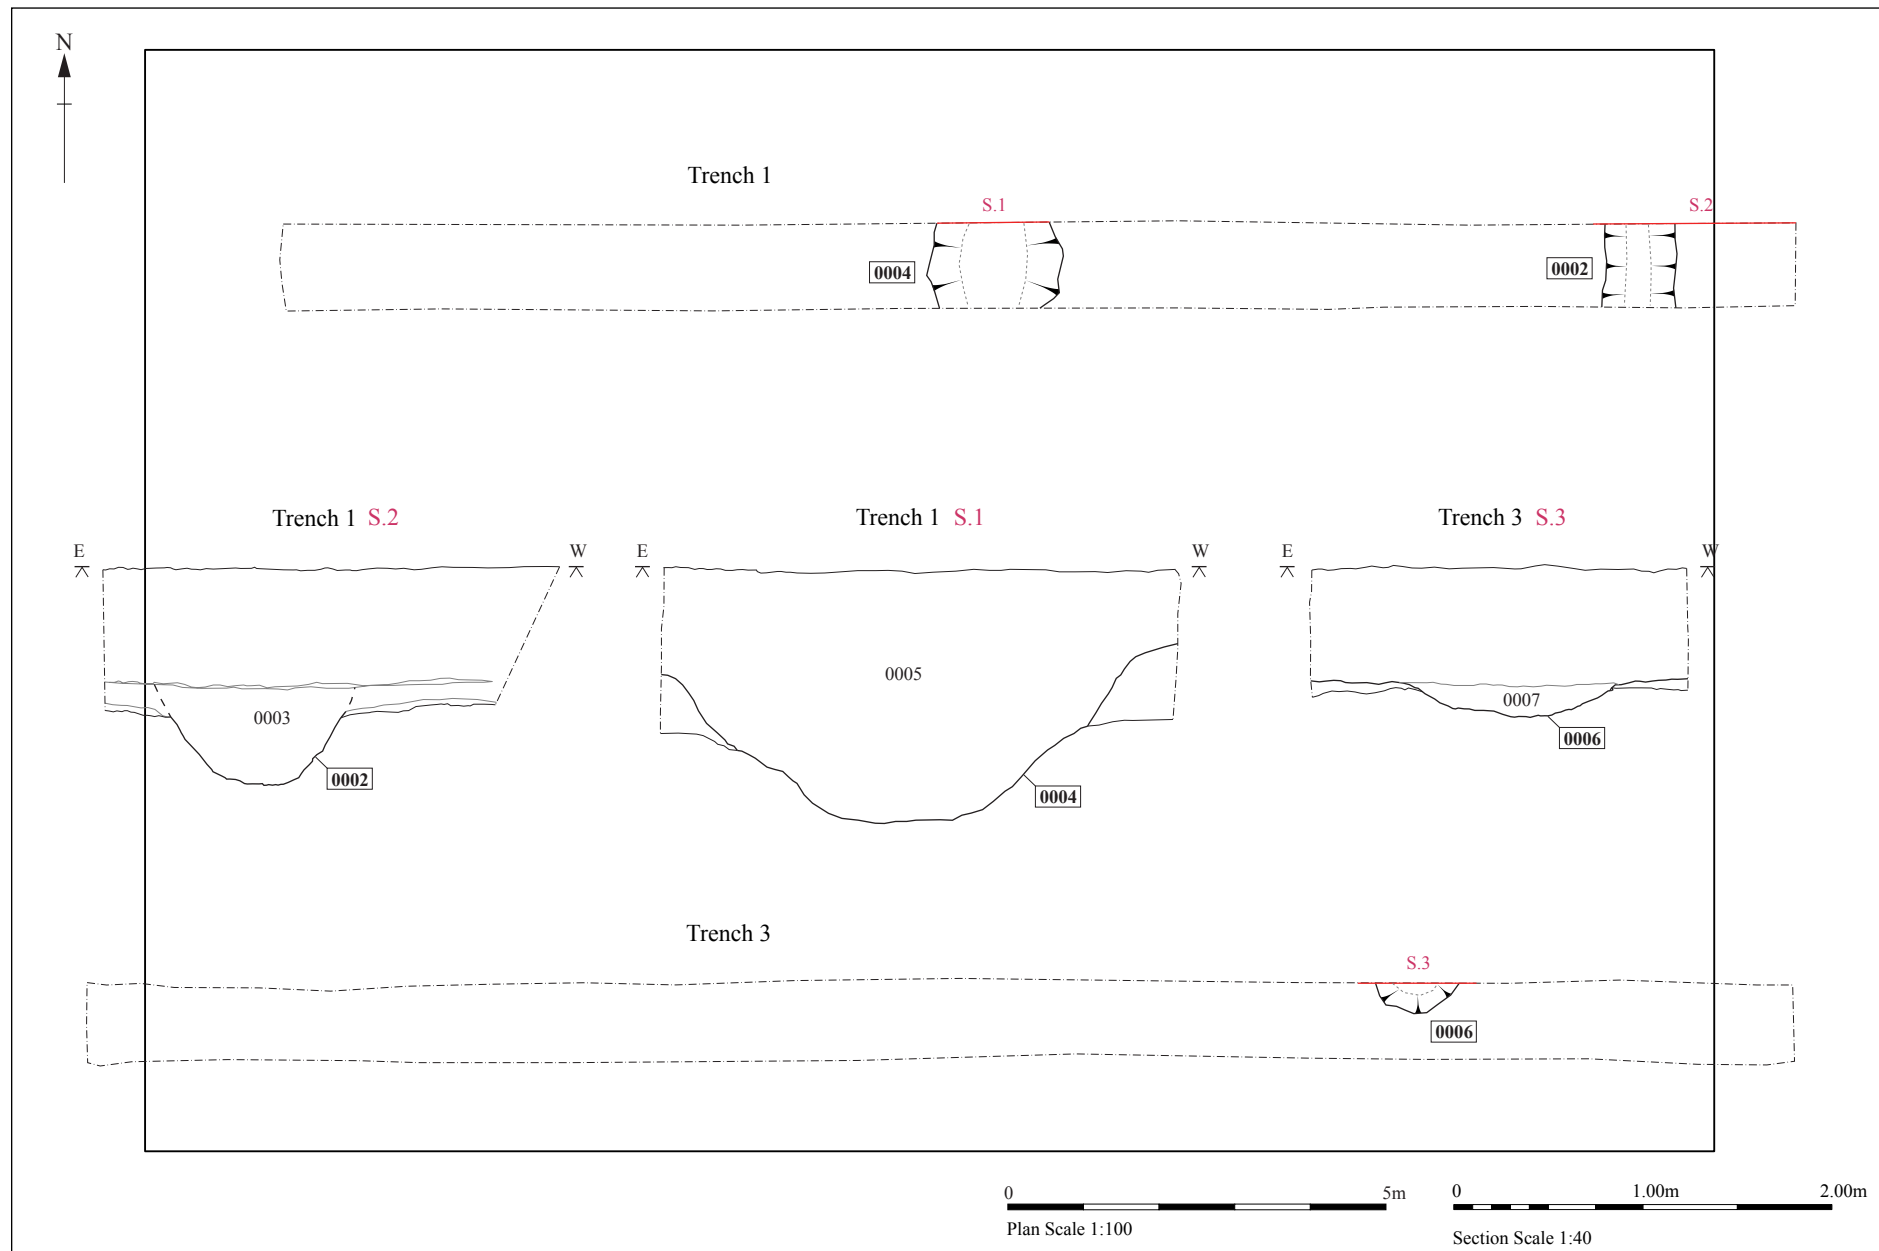 N
Trench 1
S.1
S.2
0004
0002
Trench 1 S.2
Trench 1 S.1
Trench 3 S.3
E
W
E
W
E
W
0003
0002
0005
0004
0007
0006
Trench 3
S.3
0006
0
5m
Plan Scale 1:100
0
1.00m
2.00m
Section Scale 1:40